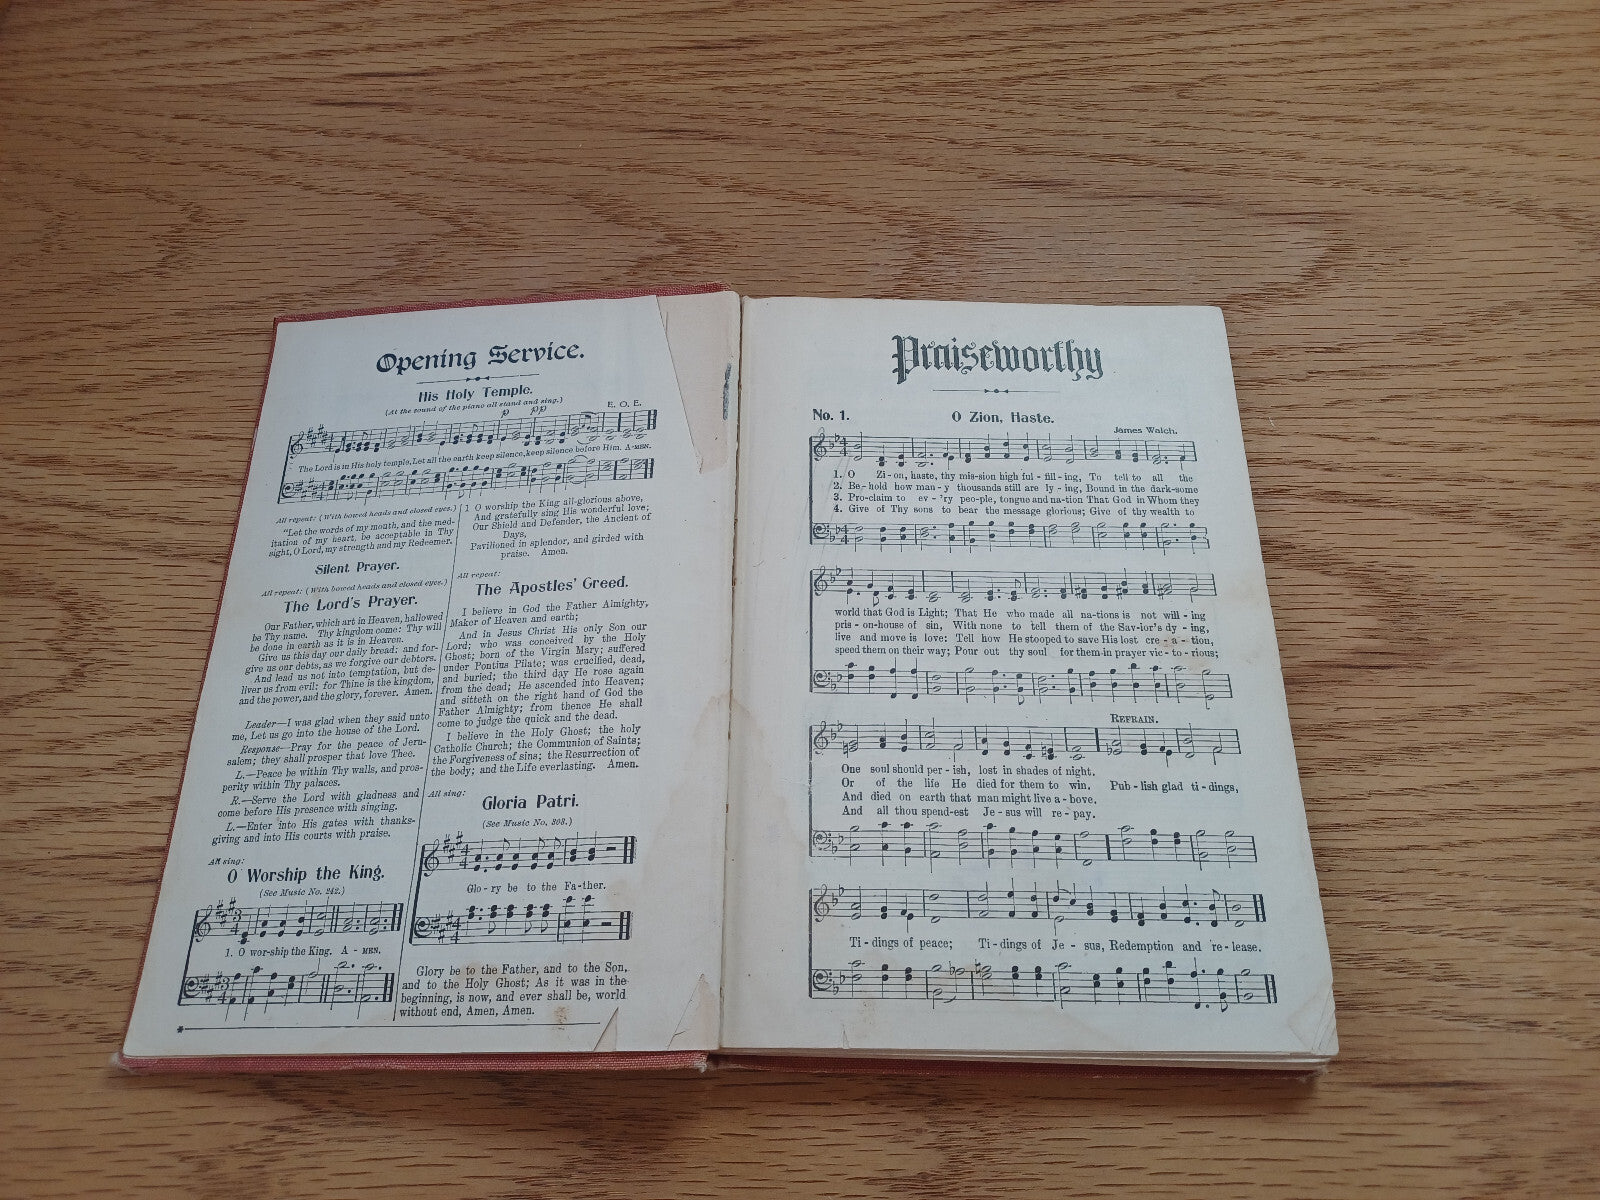 Opening Service.
His Holy Temple.
(At the sound of the piano all stand and sing.)
p pp E. O. E.
The Lord is in His holy temple, Let all the earth keep silence, keep silence before Him. A-MEN.
All repeat: (With bowed heads and closed eyes.)
"Let the words of my mouth, and the med-
itation of my heart, be acceptable in Thy
sight, O Lord, my strength and my Redeemer.
Silent Prayer.
All repeat: (With bowed heads and closed eyes.)
The Lord's Prayer.
Our Father, which art in Heaven, hallowed
be Thy name. Thy kingdom come: Thy will
be done in earth as it is in Heaven.
Give us this day our daily bread: and for-
give us our debts, as we forgive our debtors.
And lead us not into temptation, but de-
liver us from evil: for Thine is the kingdom,
and the power, and the glory, forever. Amen.
Leader—I was glad when they said unto
me, Let us go into the house of the Lord.
Response—Pray for the peace of Jeru-
salem; they shall prosper that love Thee.
L.—Peace be within Thy walls, and pros-
perity within Thy palaces.
R.—Serve the Lord with gladness and
come before His presence with singing.
L.—Enter into His gates with thanks-
giving and into His courts with praise.
All sing:
O Worship the King.
(See Music No. 242.)
1. O wor-ship the King. A - MEN.
1 O worship the King all-glorious above,
And gratefully sing His wonderful love;
Our Shield and Defender, the Ancient of
Days,
Pavilioned in splendor, and girded with
praise. Amen.
All repeat:
The Apostles' Creed.
I believe in God the Father Almighty,
Maker of Heaven and earth;
And in Jesus Christ His only Son our
Lord; who was conceived by the Holy
Ghost; born of the Virgin Mary; suffered
under Pontius Pilate; was crucified, dead,
and buried; the third day He rose again
from the dead; He ascended into Heaven;
and sitteth on the right hand of God the
Father Almighty; from thence He shall
come to judge the quick and the dead.
I believe in the Holy Ghost; the holy
Catholic Church; the Communion of Saints;
the Forgiveness of sins; the Resurrection of
the body; and the Life everlasting. Amen.
All sing:
Gloria Patri.
(See Music No. 308.)
Glo - ry be to the Fa - ther.
Glory be to the Father, and to the Son,
and to the Holy Ghost; As it was in the
beginning, is now, and ever shall be, world
without end, Amen, Amen.
Praiseworthy
No. 1. O Zion, Haste.
James Walch.
1. O Zi - on, haste, thy mis-sion high ful - fill - ing, To tell to all the
2. Be-hold how man - y thousands still are ly - ing, Bound in the dark-some
3. Pro-claim to ev - 'ry peo-ple, tongue and na-tion That God in Whom they
4. Give of Thy sons to bear the message glorious; Give of thy wealth to
world that God is Light; That He who made all na-tions is not will - ing
pris - on-house of sin, With none to tell them of the Sav-ior's dy - ing,
live and move is love: Tell how He stooped to save His lost cre - a - tion,
speed them on their way; Pour out thy soul for them in prayer vic - to - rious;
REFRAIN.
One soul should per - ish, lost in shades of night.
Or of the life He died for them to win. Pub - lish glad ti - dings,
And died on earth that man might live a - bove.
And all thou spend-est Je - sus will re - pay.
Ti - dings of peace; Ti - dings of Je - sus, Redemption and re - lease.